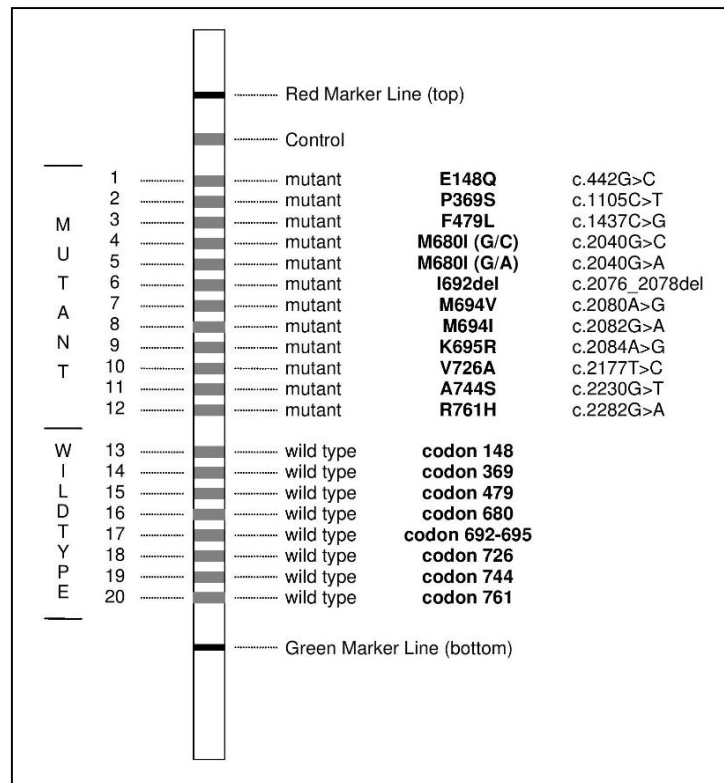 Red Marker Line (top)
Control
MUTANT
1 mutant E148Q c.442G>C
2 mutant P369S c.1105C>T
3 mutant F479L c.1437C>G
4 mutant M680I (G/C) c.2040G>C
5 mutant M680I (G/A) c.2040G>A
6 mutant I692del c.2076_2078del
7 mutant M694V c.2080A>G
8 mutant M694I c.2082G>A
9 mutant K695R c.2084A>G
10 mutant V726A c.2177T>C
11 mutant A744S c.2230G>T
12 mutant R761H c.2282G>A
WILDTYPE
13 wild type codon 148
14 wild type codon 369
15 wild type codon 479
16 wild type codon 680
17 wild type codon 692-695
18 wild type codon 726
19 wild type codon 744
20 wild type codon 761
Green Marker Line (bottom)